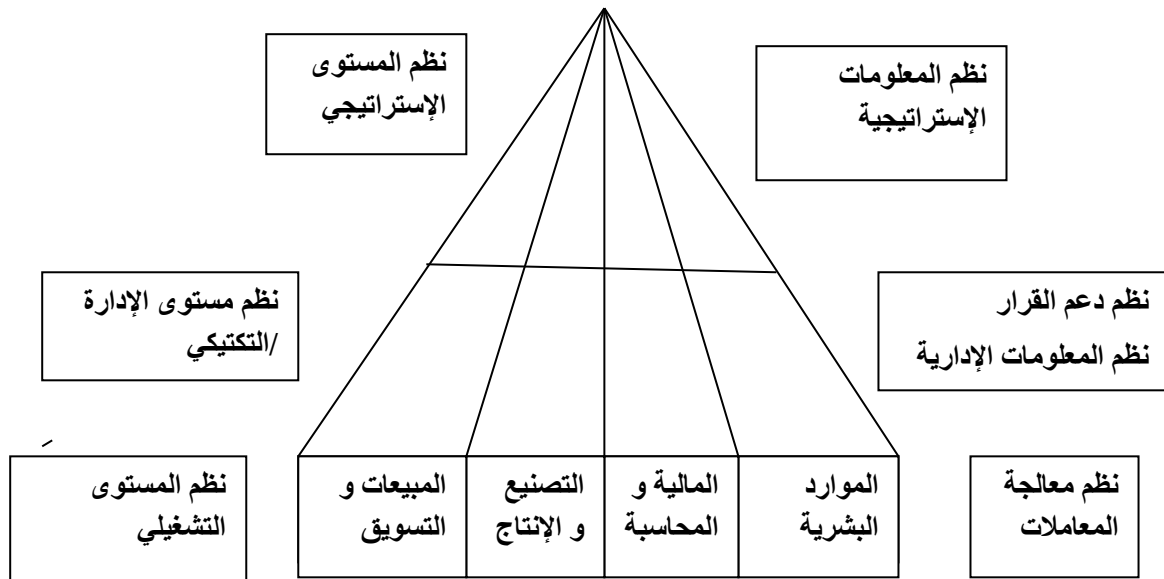 نظم المعلومات
الإستراتيجية
نظم المستوى
الإستراتيجي
نظم دعم القرار
نظم المعلومات الإدارية
نظم مستوى الإدارة
/التكتيكي
نظم معالجة
المعاملات
الموارد
البشرية
المالية و
المحاسبة
التصنيع
و الإنتاج
المبيعات و
التسويق
نظم المستوى
التشغيلي